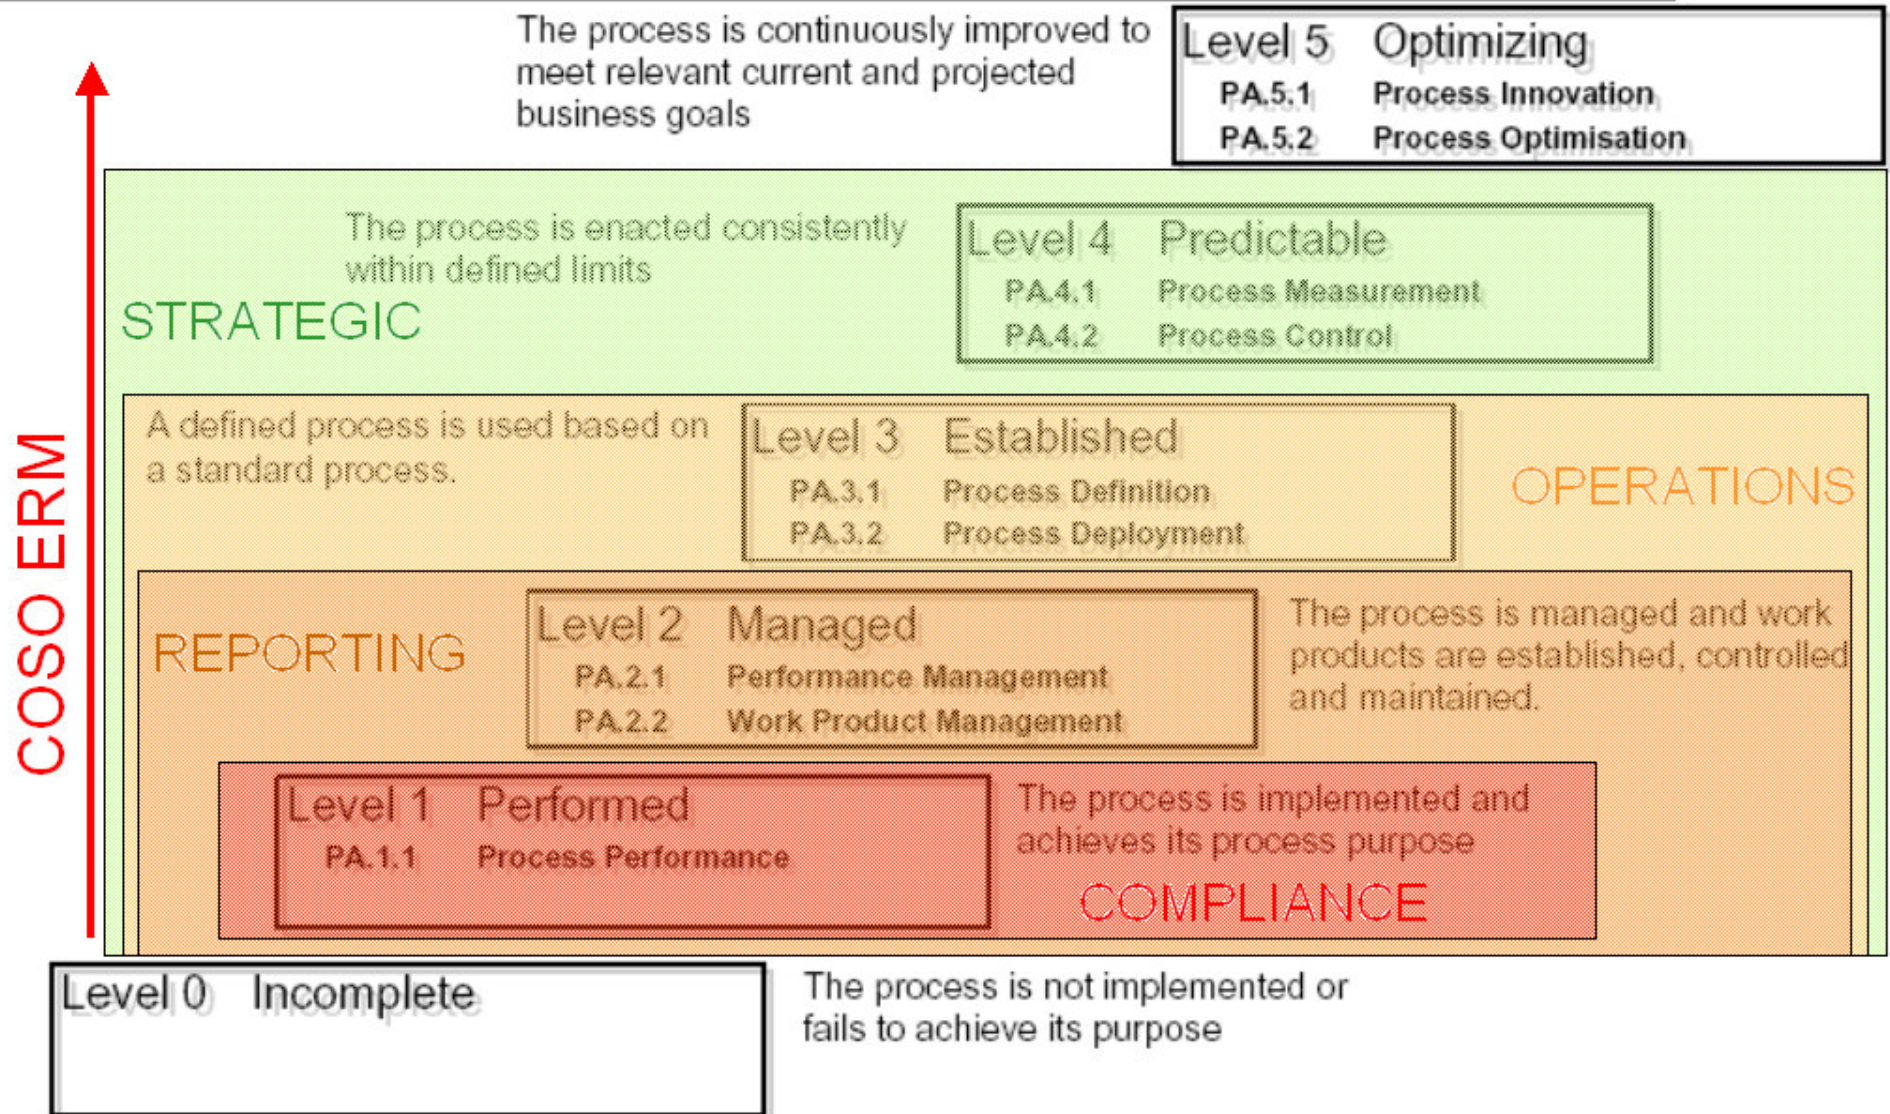 The process is continuously improved to
meet relevant current and projected
business goals
Level 5 Optimizing
PA.5.1 Process Innovation
PA.5.2 Process Optimisation
The process is enacted consistently
within defined limits
Level 4 Predictable
PA.4.1 Process Measurement
PA.4.2 Process Control
STRATEGIC
A defined process is used based on
a standard process.
Level 3 Established
PA.3.1 Process Definition
PA.3.2 Process Deployment
OPERATIONS
COSO ERM
REPORTING
Level 2 Managed
PA.2.1 Performance Management
PA.2.2 Work Product Management
The process is managed and work
products are established, controlled
and maintained.
Level 1 Performed
PA.1.1 Process Performance
The process is implemented and
achieves its process purpose
COMPLIANCE
Level 0 Incomplete
The process is not implemented or
fails to achieve its purpose